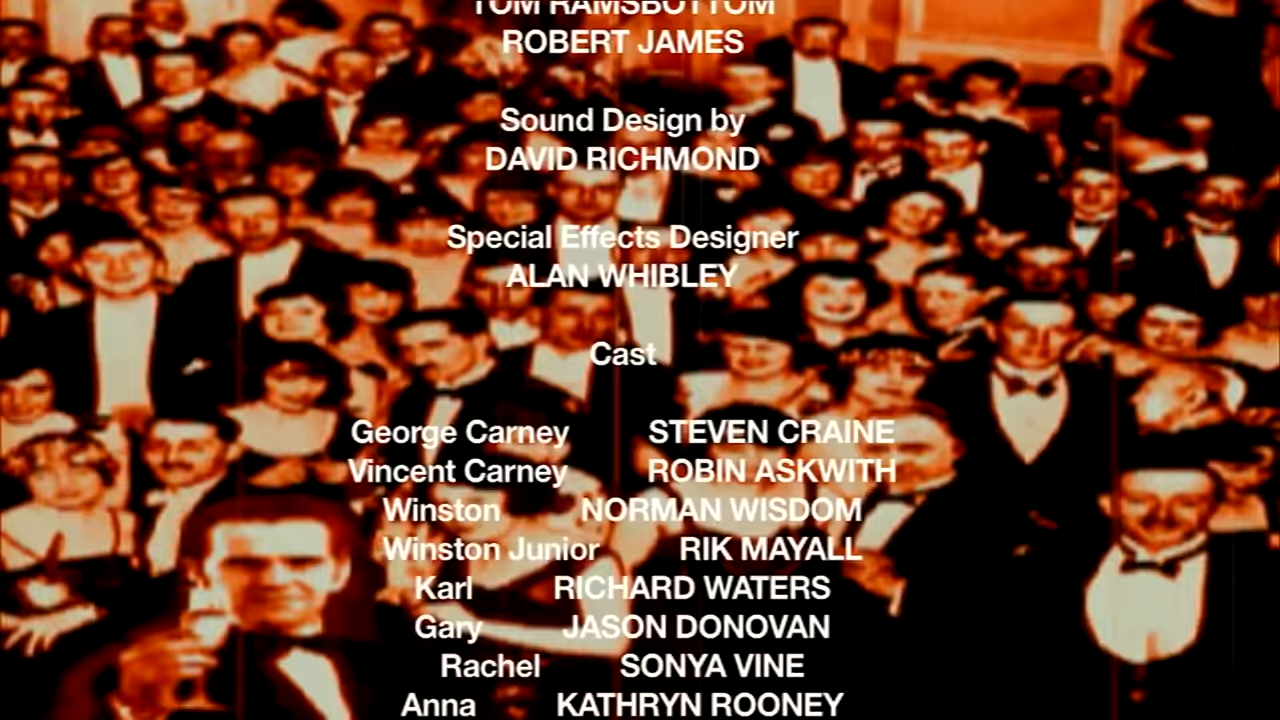 TOM RAMSBOTTOM
ROBERT JAMES
Sound Design by
DAVID RICHMOND
Special Effects Designer
ALAN WHIBLEY
Cast
George Carney STEVEN CRAINE
Vincent Carney ROBIN ASKWITH
Winston NORMAN WISDOM
Winston Junior RIK MAYALL
Karl RICHARD WATERS
Gary JASON DONOVAN
Rachel SONYA VINE
Anna KATHRYN ROONEY